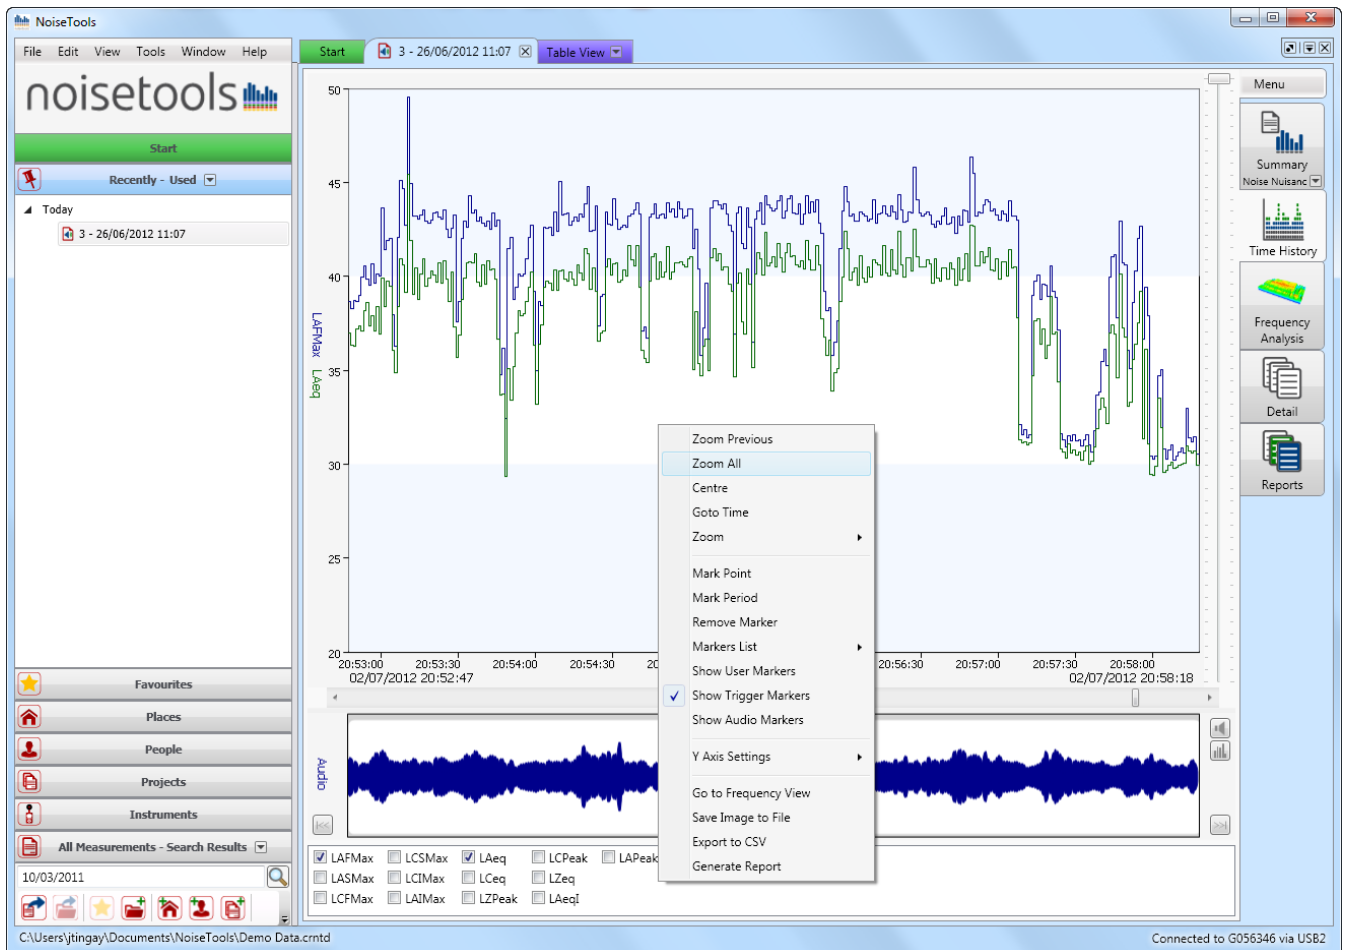 NoiseTools
File Edit View Tools Window Help
noisetools
Start
Recently - Used
Today
3 - 26/06/2012 11:07
Favourites
Places
People
Projects
Instruments
All Measurements - Search Results
10/03/2011
C:\Users\jtingay\Documents\NoiseTools\Demo Data.crntd
Start
3 - 26/06/2012 11:07
Table View
50
45
40
35
30
25
20
LAFMax LAeq
20:53:00 20:53:30 20:54:00 20:54:30 20 20:56:30 20:57:00 20:57:30 20:58:00
02/07/2012 20:52:47
02/07/2012 20:58:18
Zoom Previous
Zoom All
Centre
Goto Time
Zoom
Mark Point
Mark Period
Remove Marker
Markers List
Show User Markers
Show Trigger Markers
Show Audio Markers
Y Axis Settings
Go to Frequency View
Save Image to File
Export to CSV
Generate Report
Audio
LAFMax LCSMax LAeq LCPeak LAPeak
LASMax LCIMax LCeq LZeq
LCFMax LAIMax LZPeak LAeqI
Menu
Summary
Noise Nuisanc
Time History
Frequency
Analysis
Detail
Reports
Connected to G056346 via USB2